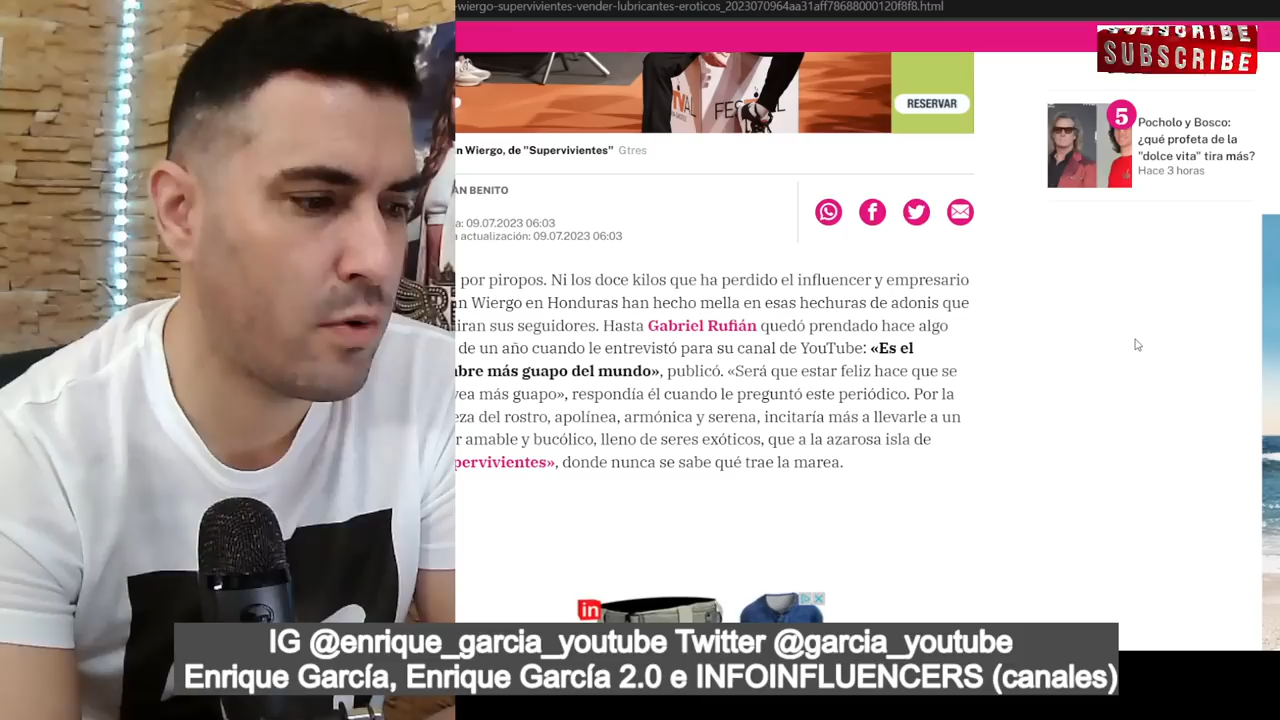 wiergo-supervivientes-vender-lubricantes-eroticos_2023070964aa31aff78688000120f8f8.html
SUBSCRIBE
SUBSCRIBE
RESERVAR
n Wiergo, de "Supervivientes" Gtres
5
Pocholo y Bosco:
¿qué profeta de la
"dolce vita" tira más?
Hace 3 horas
ÁN BENITO
a: 09.07.2023 06:03
a actualización: 09.07.2023 06:03
por piropos. Ni los doce kilos que ha perdido el influencer y empresario
n Wiergo en Honduras han hecho mella en esas hechuras de adonis que
iran sus seguidores. Hasta Gabriel Rufián quedó prendado hace algo
de un año cuando le entrevistó para su canal de YouTube: «Es el
bre más guapo del mundo», publicó. «Será que estar feliz hace que se
vea más guapo», respondía él cuando le preguntó este periódico. Por la
eza del rostro, apolínea, armónica y serena, incitaría más a llevarle a un
r amable y bucólico, lleno de seres exóticos, que a la azarosa isla de
pervivientes», donde nunca se sabe qué trae la marea.
in
IG @enrique_garcia_youtube Twitter @garcia_youtube
Enrique García, Enrique García 2.0 e INFOINFLUENCERS (canales)